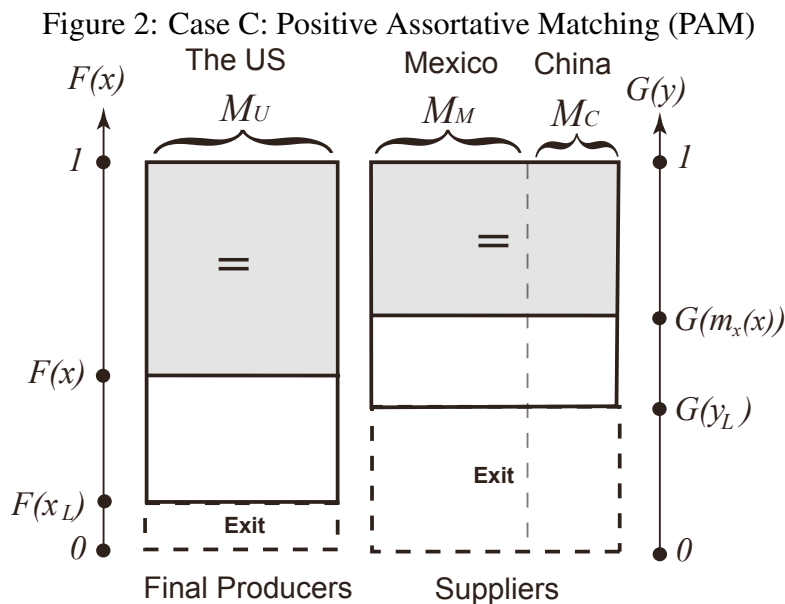 Figure 2: Case C: Positive Assortative Matching (PAM)
F(x) The US Mexico China G(y)
M_U M_M M_C
1 1
= =
G(m_x(x))
F(x)
G(y_L)
Exit
F(x_L)
Exit
0 0
Final Producers Suppliers